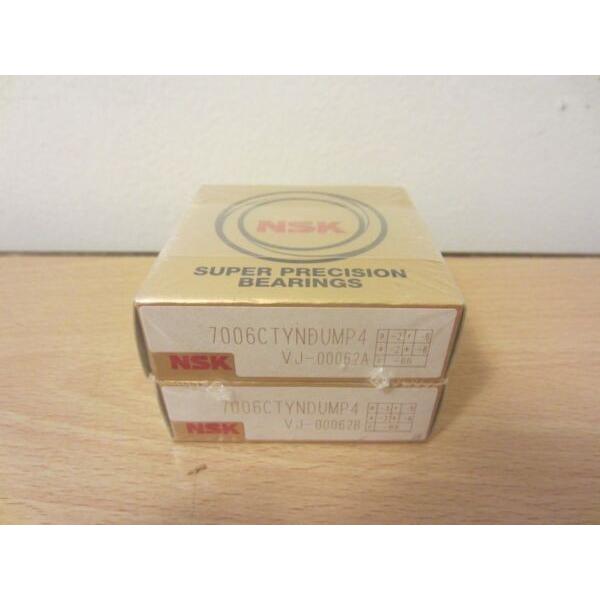 NSK
SUPER PRECISION
BEARINGS
7006CTYNDUMP4
NSK
VJ-00062A
7006CTYNDUMP4
NSK
VJ-00062B